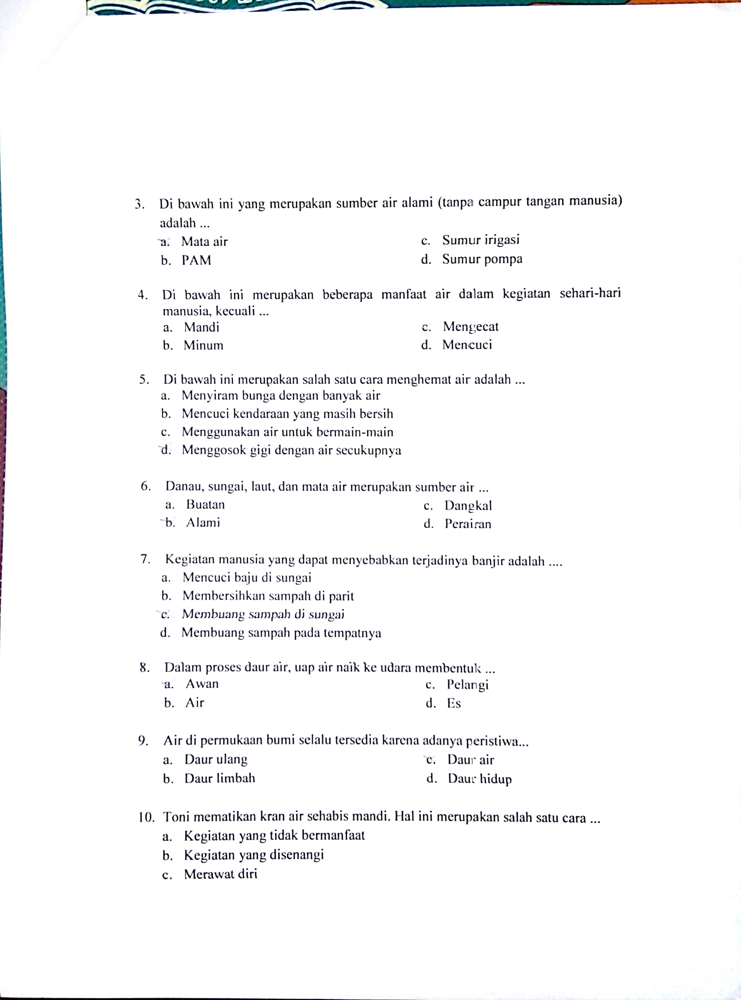 3. Di bawah ini yang merupakan sumber air alami (tanpa campur tangan manusia)
adalah ...
a. Mata air
c. Sumur irigasi
b. PAM
d. Sumur pompa
4. Di bawah ini merupakan beberapa manfaat air dalam kegiatan sehari-hari
manusia, kecuali ...
a. Mandi
c. Mengecat
b. Minum
d. Mencuci
5. Di bawah ini merupakan salah satu cara menghemat air adalah ...
a. Menyiram bunga dengan banyak air
b. Mencuci kendaraan yang masih bersih
c. Menggunakan air untuk bermain-main
d. Menggosok gigi dengan air secukupnya
6. Danau, sungai, laut, dan mata air merupakan sumber air ...
a. Buatan
c. Dangkal
b. Alami
d. Perairan
7. Kegiatan manusia yang dapat menyebabkan terjadinya banjir adalah ....
a. Mencuci baju di sungai
b. Membersihkan sampah di parit
c. Membuang sampah di sungai
d. Membuang sampah pada tempatnya
8. Dalam proses daur air, uap air naik ke udara membentuk ...
a. Awan
c. Pelangi
b. Air
d. Es
9. Air di permukaan bumi selalu tersedia karena adanya peristiwa...
a. Daur ulang
c. Daur air
b. Daur limbah
d. Daur hidup
10. Toni mematikan kran air sehabis mandi. Hal ini merupakan salah satu cara ...
a. Kegiatan yang tidak bermanfaat
b. Kegiatan yang disenangi
c. Merawat diri